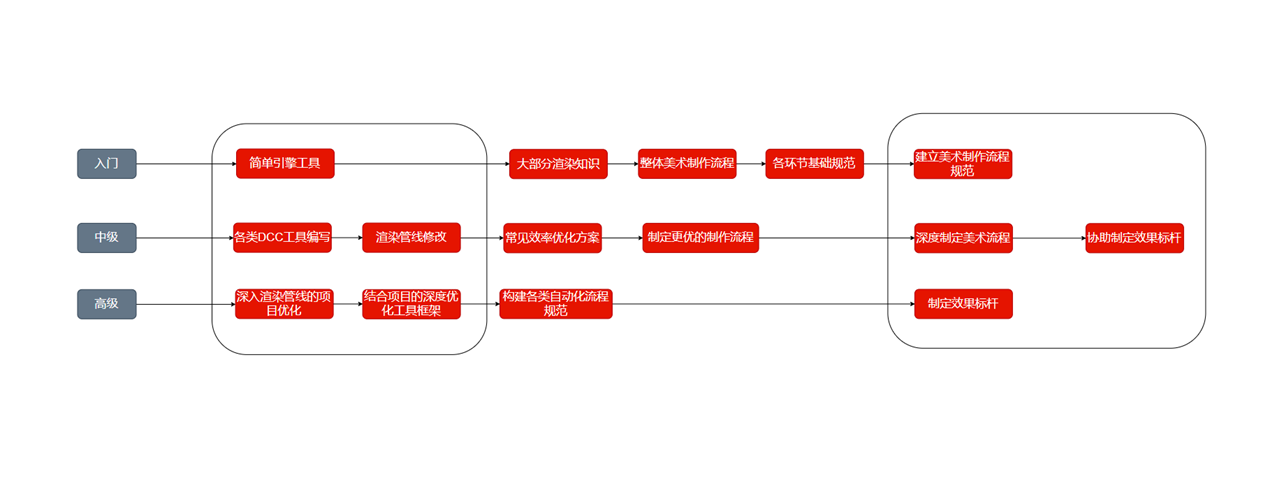 入门
简单引擎工具
大部分渲染知识
整体美术制作流程
各环节基础规范
建立美术制作流程
规范
中级
各类DCC工具编写
渲染管线修改
常见效率优化方案
制定更优的制作流程
深度制定美术流程
协助制定效果标杆
高级
深入渲染管线的项
目优化
结合项目的深度优
化工具框架
构建各类自动化流程
规范
制定效果标杆